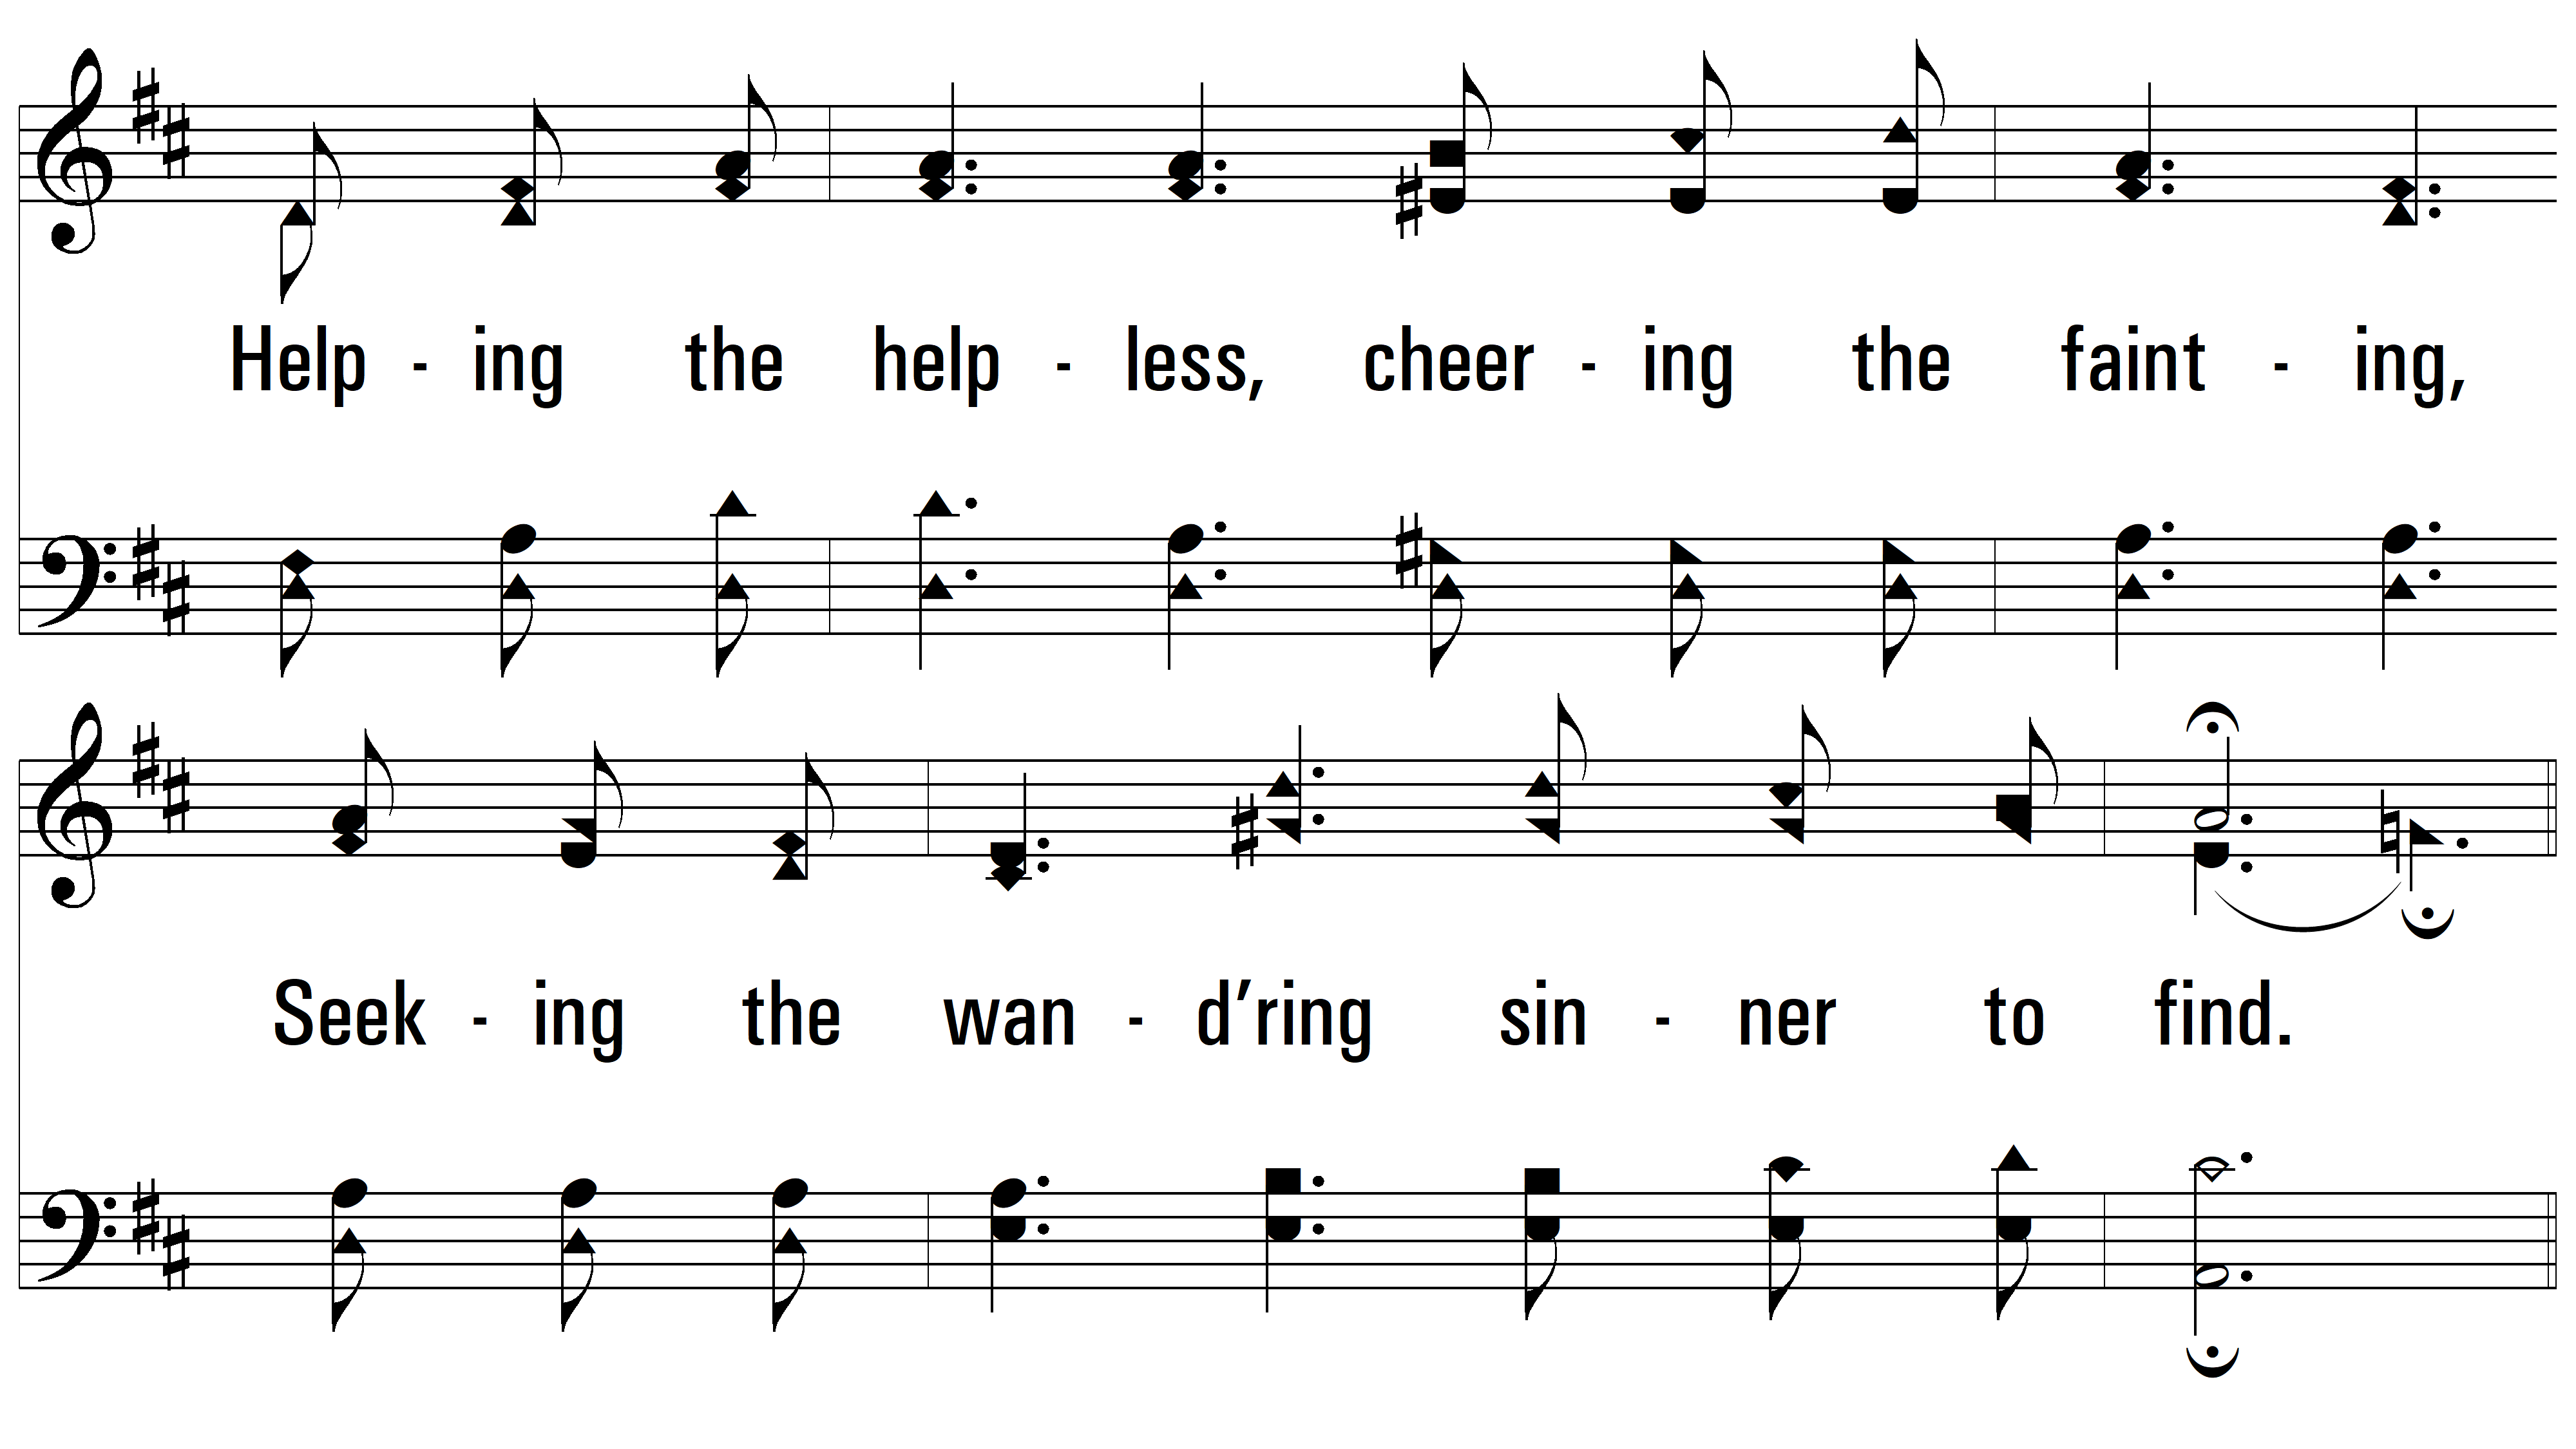 Help - ing the help - less, cheer - ing the faint - ing,
Seek - ing the wan - d’ring sin - ner to find.